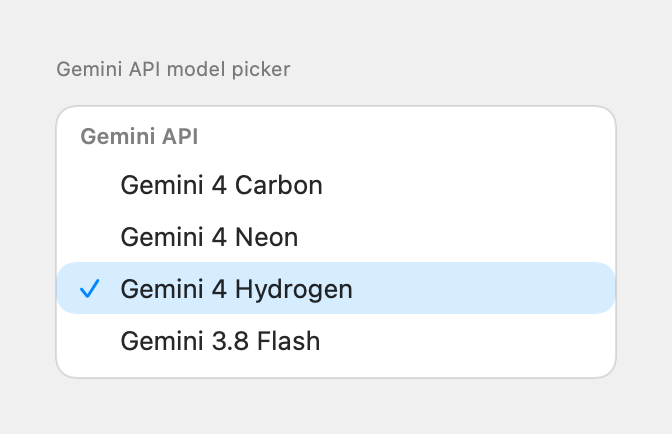 Gemini API model picker
Gemini API
Gemini 4 Carbon
Gemini 4 Neon
Gemini 4 Hydrogen
Gemini 3.8 Flash